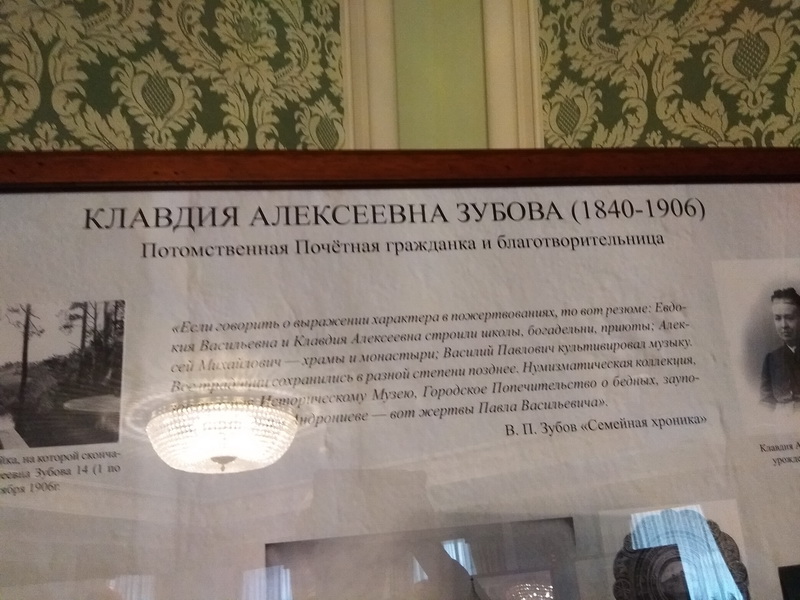 КЛАВДИЯ АЛЕКСЕЕВНА ЗУБОВА (1840-1906)
Потомственная Почётная гражданка и благотворительница
«Если говорить о выражении характера в пожертвованиях, то вот резюме: Евдо-
кия Васильевна и Клавдия Алексеевна строили школы, богадельни, приюты; Алек-
сей Михайлович — храмы и монастыри; Василий Павлович культивировал музыку.
сохранились в разной степени позднее. Нумизматическая коллекция,
Историческому Музею, Городское Попечительство о бедных, заупо-
Андрониеве — вот жертвы Павла Васильевича».
В. П. Зубов «Семейная хроника»
йка, на которой сконча-
еевна Зубова 14 (1 по
ября 1906г
Клавдия А
урожд